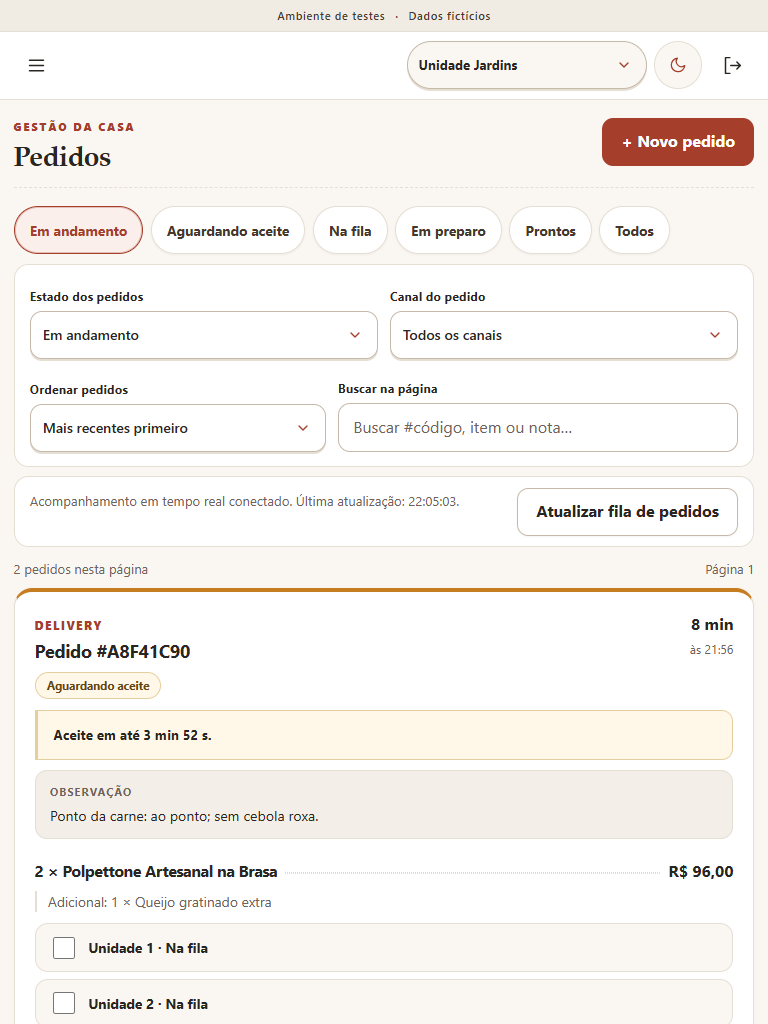 Ambiente de testes · Dados fictícios
Unidade Jardins
GESTÃO DA CASA
Pedidos
+ Novo pedido
Em andamento
Aguardando aceite
Na fila
Em preparo
Prontos
Todos
Estado dos pedidos
Canal do pedido
Em andamento
Todos os canais
Ordenar pedidos
Buscar na página
Mais recentes primeiro
Buscar #código, item ou nota...
Acompanhamento em tempo real conectado. Última atualização: 22:05:03.
Atualizar fila de pedidos
2 pedidos nesta página
Página 1
DELIVERY
8 min
Pedido #A8F41C90
às 21:56
Aguardando aceite
Aceite em até 3 min 52 s.
OBSERVAÇÃO
Ponto da carne: ao ponto; sem cebola roxa.
2 × Polpettone Artesanal na Brasa R$ 96,00
Adicional: 1 × Queijo gratinado extra
Unidade 1 · Na fila
Unidade 2 · Na fila